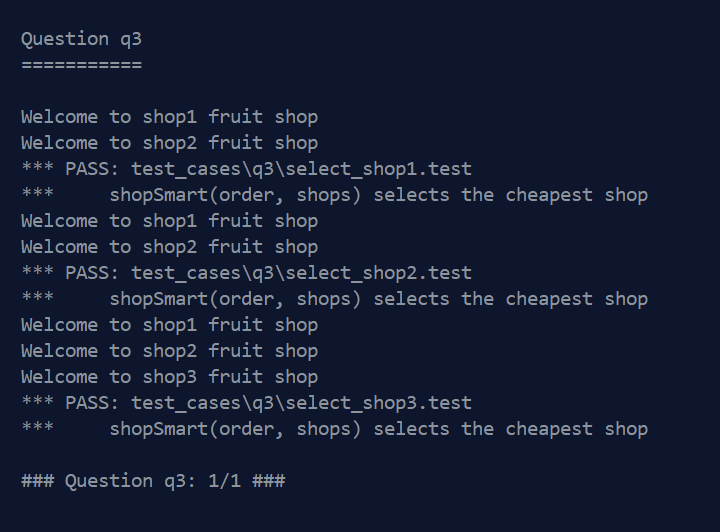 Question q3
===========
Welcome to shop1 fruit shop
Welcome to shop2 fruit shop
*** PASS: test_cases\q3\select_shop1.test
***     shopSmart(order, shops) selects the cheapest shop
Welcome to shop1 fruit shop
Welcome to shop2 fruit shop
*** PASS: test_cases\q3\select_shop2.test
***     shopSmart(order, shops) selects the cheapest shop
Welcome to shop1 fruit shop
Welcome to shop2 fruit shop
Welcome to shop3 fruit shop
*** PASS: test_cases\q3\select_shop3.test
***     shopSmart(order, shops) selects the cheapest shop
### Question q3: 1/1 ###